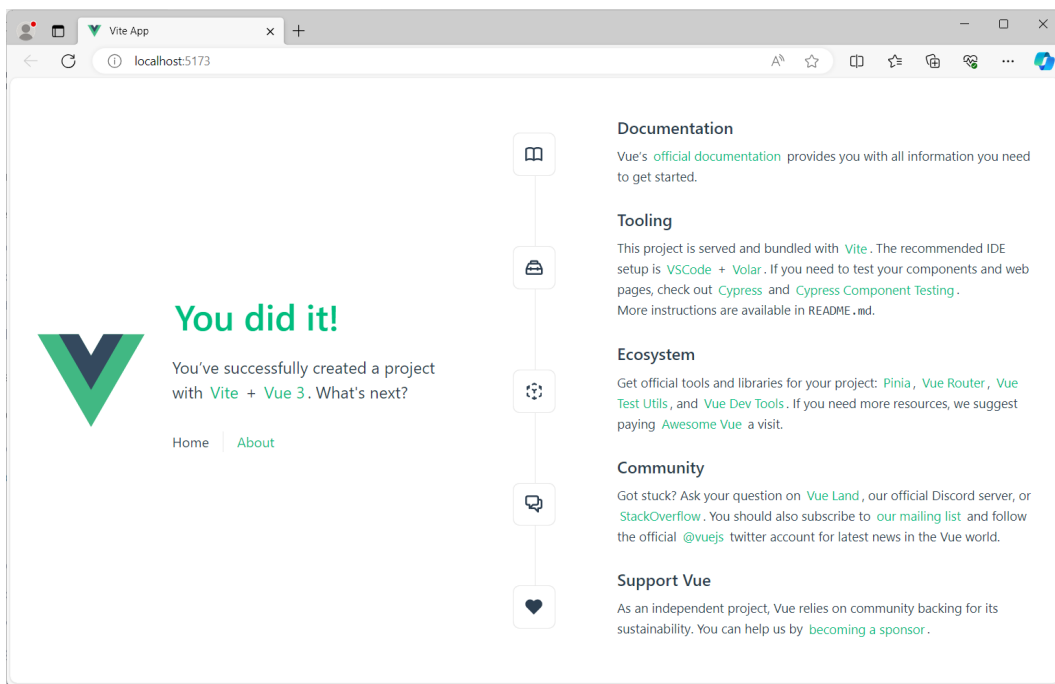 Vite App
localhost:5173
You did it!
You've successfully created a project
with Vite + Vue 3. What's next?
Home
About
Documentation
Vue's official documentation provides you with all information you need
to get started.
Tooling
This project is served and bundled with Vite. The recommended IDE
setup is VSCode + Volar. If you need to test your components and web
pages, check out Cypress and Cypress Component Testing.
More instructions are available in README.md.
Ecosystem
Get official tools and libraries for your project: Pinia, Vue Router, Vue
Test Utils, and Vue Dev Tools. If you need more resources, we suggest
paying Awesome Vue a visit.
Community
Got stuck? Ask your question on Vue Land, our official Discord server, or
StackOverflow. You should also subscribe to our mailing list and follow
the official @vuejs twitter account for latest news in the Vue world.
Support Vue
As an independent project, Vue relies on community backing for its
sustainability. You can help us by becoming a sponsor.